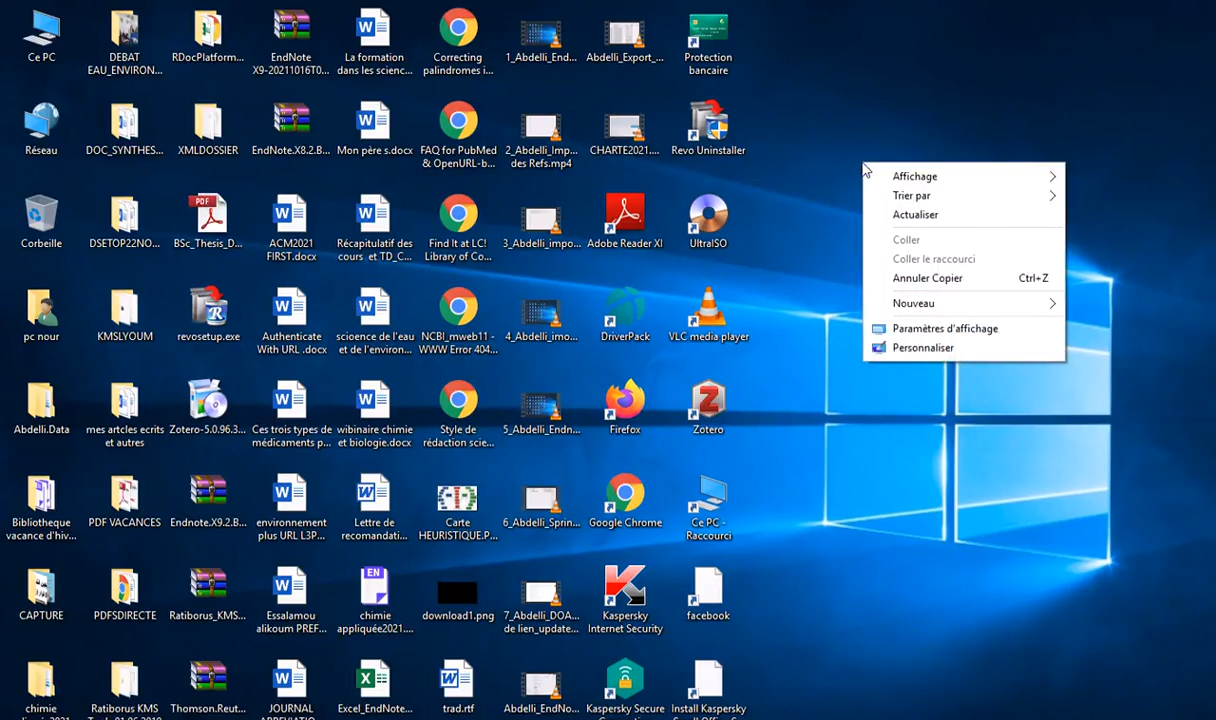 Ce PC
DEBAT
EAU_ENVIRON...
RDocPlatform...
EndNote
X9-20211016T0...
La formation
dans les scienc...
Correcting
palindromes i...
1_Abdelli_End...
Abdelli_Export_...
Protection
bancaire
Réseau
DOC_SYNTHES...
XMLDOSSIER
EndNote.X8.2.B...
Mon père s.docx
FAQ for PubMed
& OpenURL-b...
2_Abdelli_Imp...
des Refs.mp4
CHARTE2021....
Revo Uninstaller
Corbeille
DSETOP22NO...
PDF
BSc_Thesis_D...
ACM2021
FIRST.docx
Récapitulatif des
cours et TD_C...
Find It at LC!
Library of Co...
3_Abdelli_impo...
Adobe Reader XI
UltraISO
pc nour
KMSLYOUM
revosetup.exe
Authenticate
With URL .docx
scioence de l'eau
et de l'environ...
NCBI_mweb11 -
WWW Error 404...
4_Abdelli_imo...
DriverPack
VLC media player
Abdelli.Data
mes artcles ecrits
et autres
Zotero-5.0.96.3...
Ces trois types de
médicaments p...
wibinaire chimie
et biologie.docx
Style de
rédaction scie...
5_Abdelli_Endn...
Firefox
Zotero
Bibliotheque
vacance d'hiv...
PDF VACANCES
Endnote.X9.2.B...
environnement
plus URL L3P...
Lettre de
recomandati...
Carte
HEURISTIQUE.P...
6_Abdelli_Sprin...
Google Chrome
Ce PC -
Raccourci
CAPTURE
PDFSDIRECTE
Ratiborus_KMS...
Essalamou
alikoum PREF...
EN
chimie
appliquée2021....
download1.png
7_Abdelli_DOA...
de lien_update...
Kaspersky
Internet Security
facebook
chimie
Ratiborus KMS
Thomson.Reut...
JOURNAL
Excel_EndNote...
trad.rtf
Abdelli_EndNo...
Kaspersky Secure
Install Kaspersky
Affichage
Trier par
Actualiser
Coller
Coller le raccourci
Annuler Copier Ctrl+Z
Nouveau
Paramètres d'affichage
Personnaliser